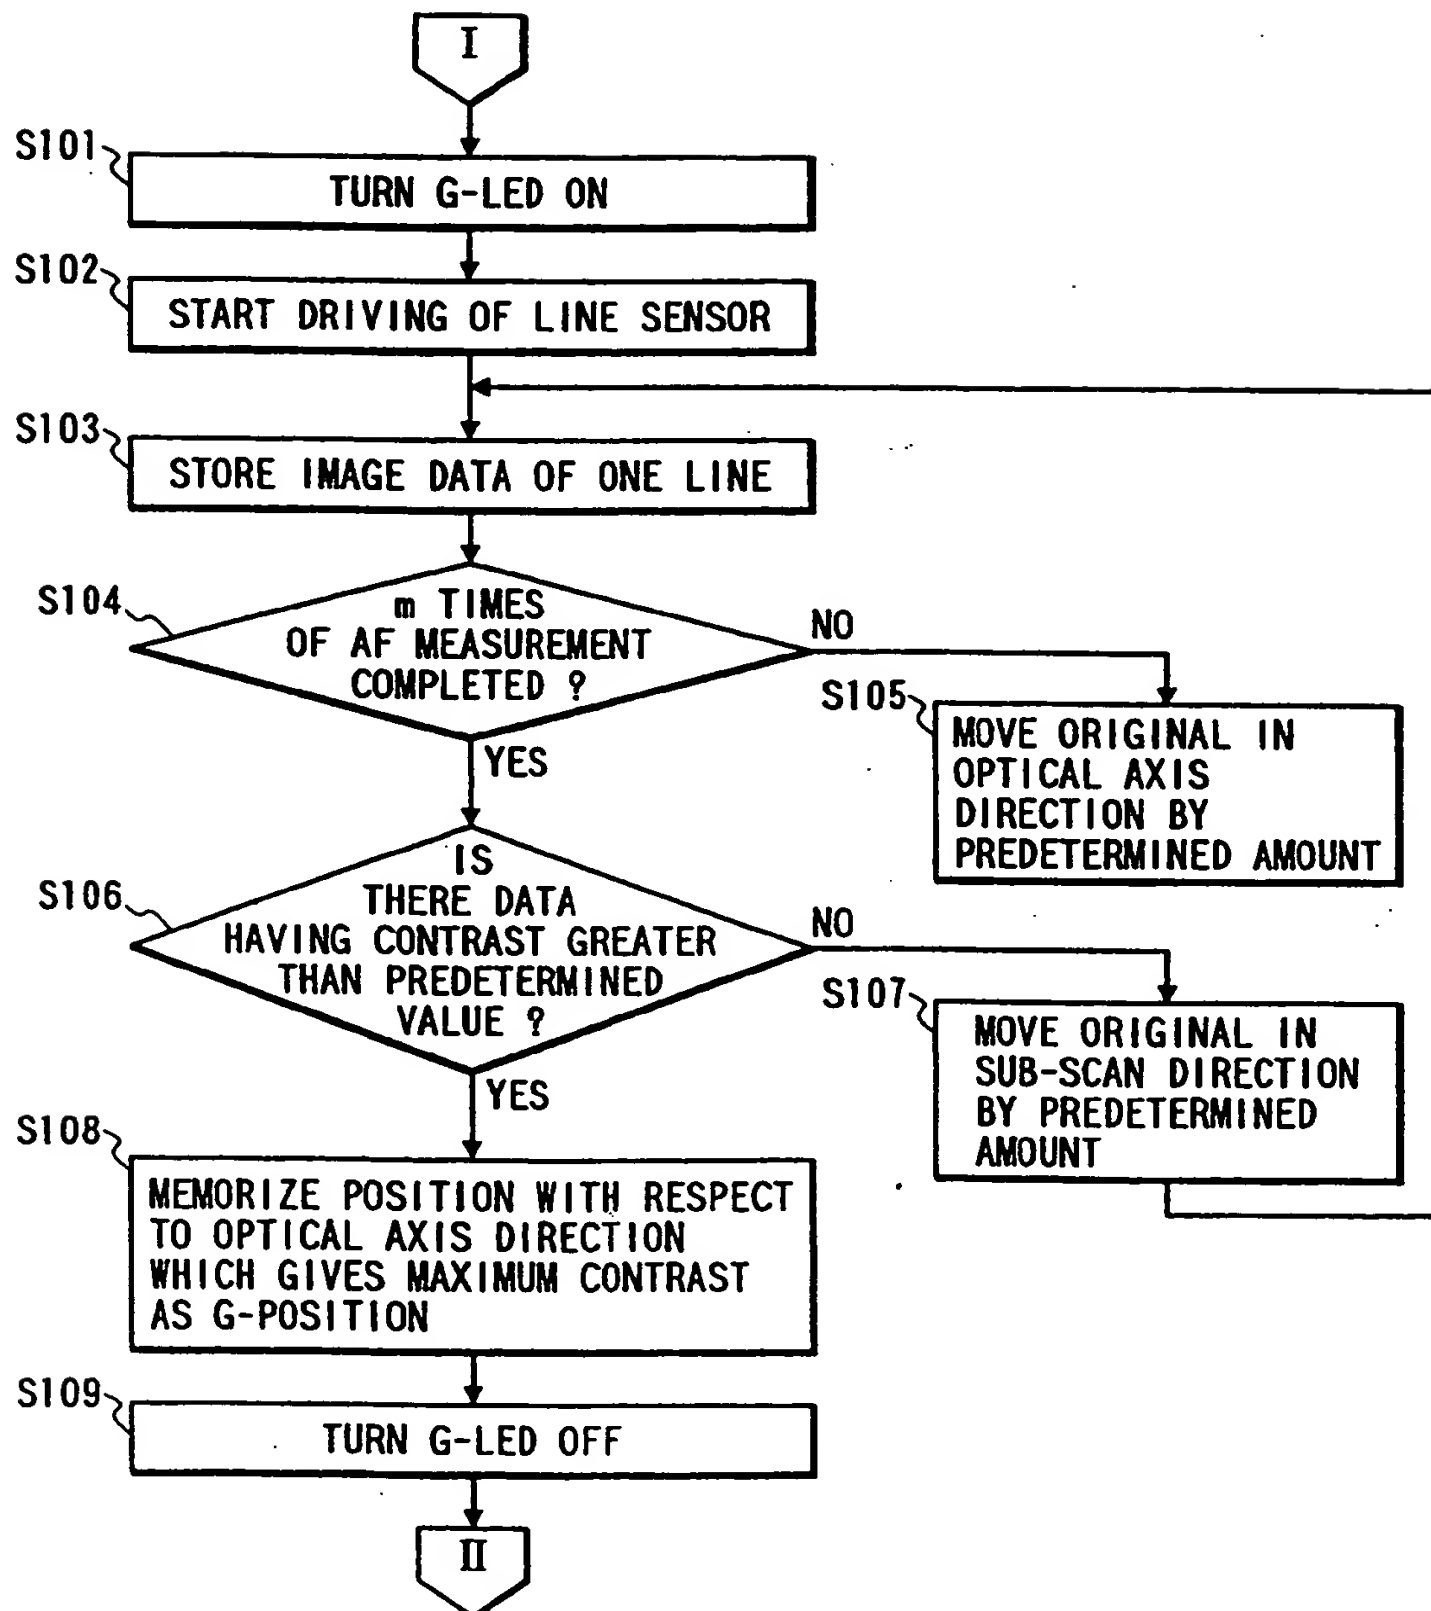 I
S101
TURN G-LED ON
S102
START DRIVING OF LINE SENSOR
S103
STORE IMAGE DATA OF ONE LINE
S104
m TIMES
OF AF MEASUREMENT
COMPLETED ?
NO
YES
S105
MOVE ORIGINAL IN
OPTICAL AXIS
DIRECTION BY
PREDETERMINED AMOUNT
S106
IS
THERE DATA
HAVING CONTRAST GREATER
THAN PREDETERMINED
VALUE ?
NO
YES
S107
MOVE ORIGINAL IN
SUB-SCAN DIRECTION
BY PREDETERMINED
AMOUNT
S108
MEMORIZE POSITION WITH RESPECT
TO OPTICAL AXIS DIRECTION
WHICH GIVES MAXIMUM CONTRAST
AS G-POSITION
S109
TURN G-LED OFF
II